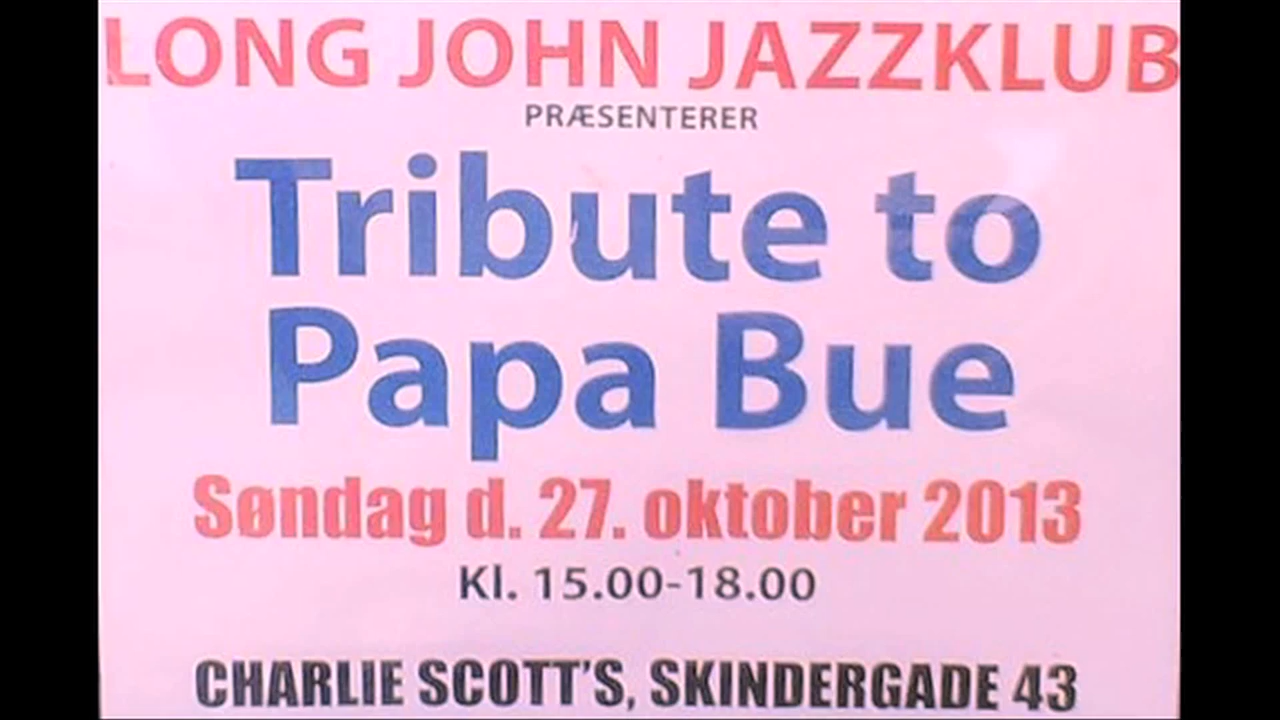 LONG JOHN JAZZKLUB
PRÆSENTERER
Tribute to
Papa Bue
Søndag d. 27. oktober 2013
Kl. 15.00-18.00
CHARLIE SCOTT'S, SKINDERGADE 43